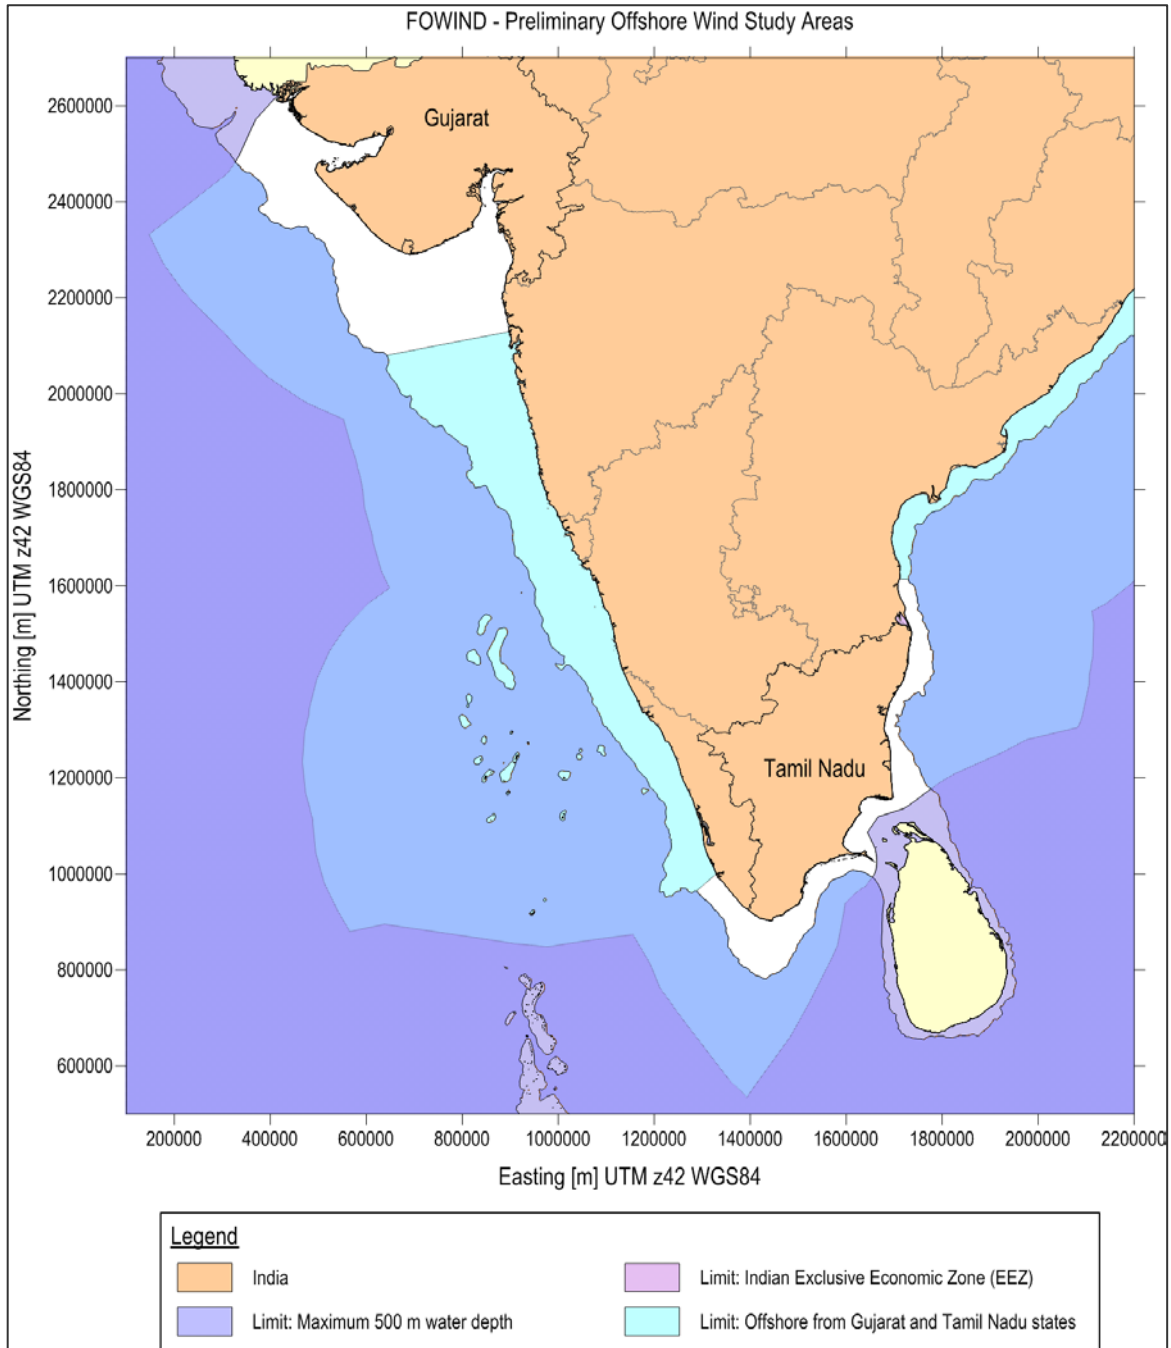 FOWIND - Preliminary Offshore Wind Study Areas
Gujarat
Tamil Nadu
Northing [m] UTM z42 WGS84
2600000
2400000
2200000
2000000
1800000
1600000
1400000
1200000
1000000
800000
600000
200000 400000 600000 800000 1000000 1200000 1400000 1600000 1800000 2000000 2200000
Easting [m] UTM z42 WGS84
Legend
India
Limit: Indian Exclusive Economic Zone (EEZ)
Limit: Maximum 500 m water depth
Limit: Offshore from Gujarat and Tamil Nadu states